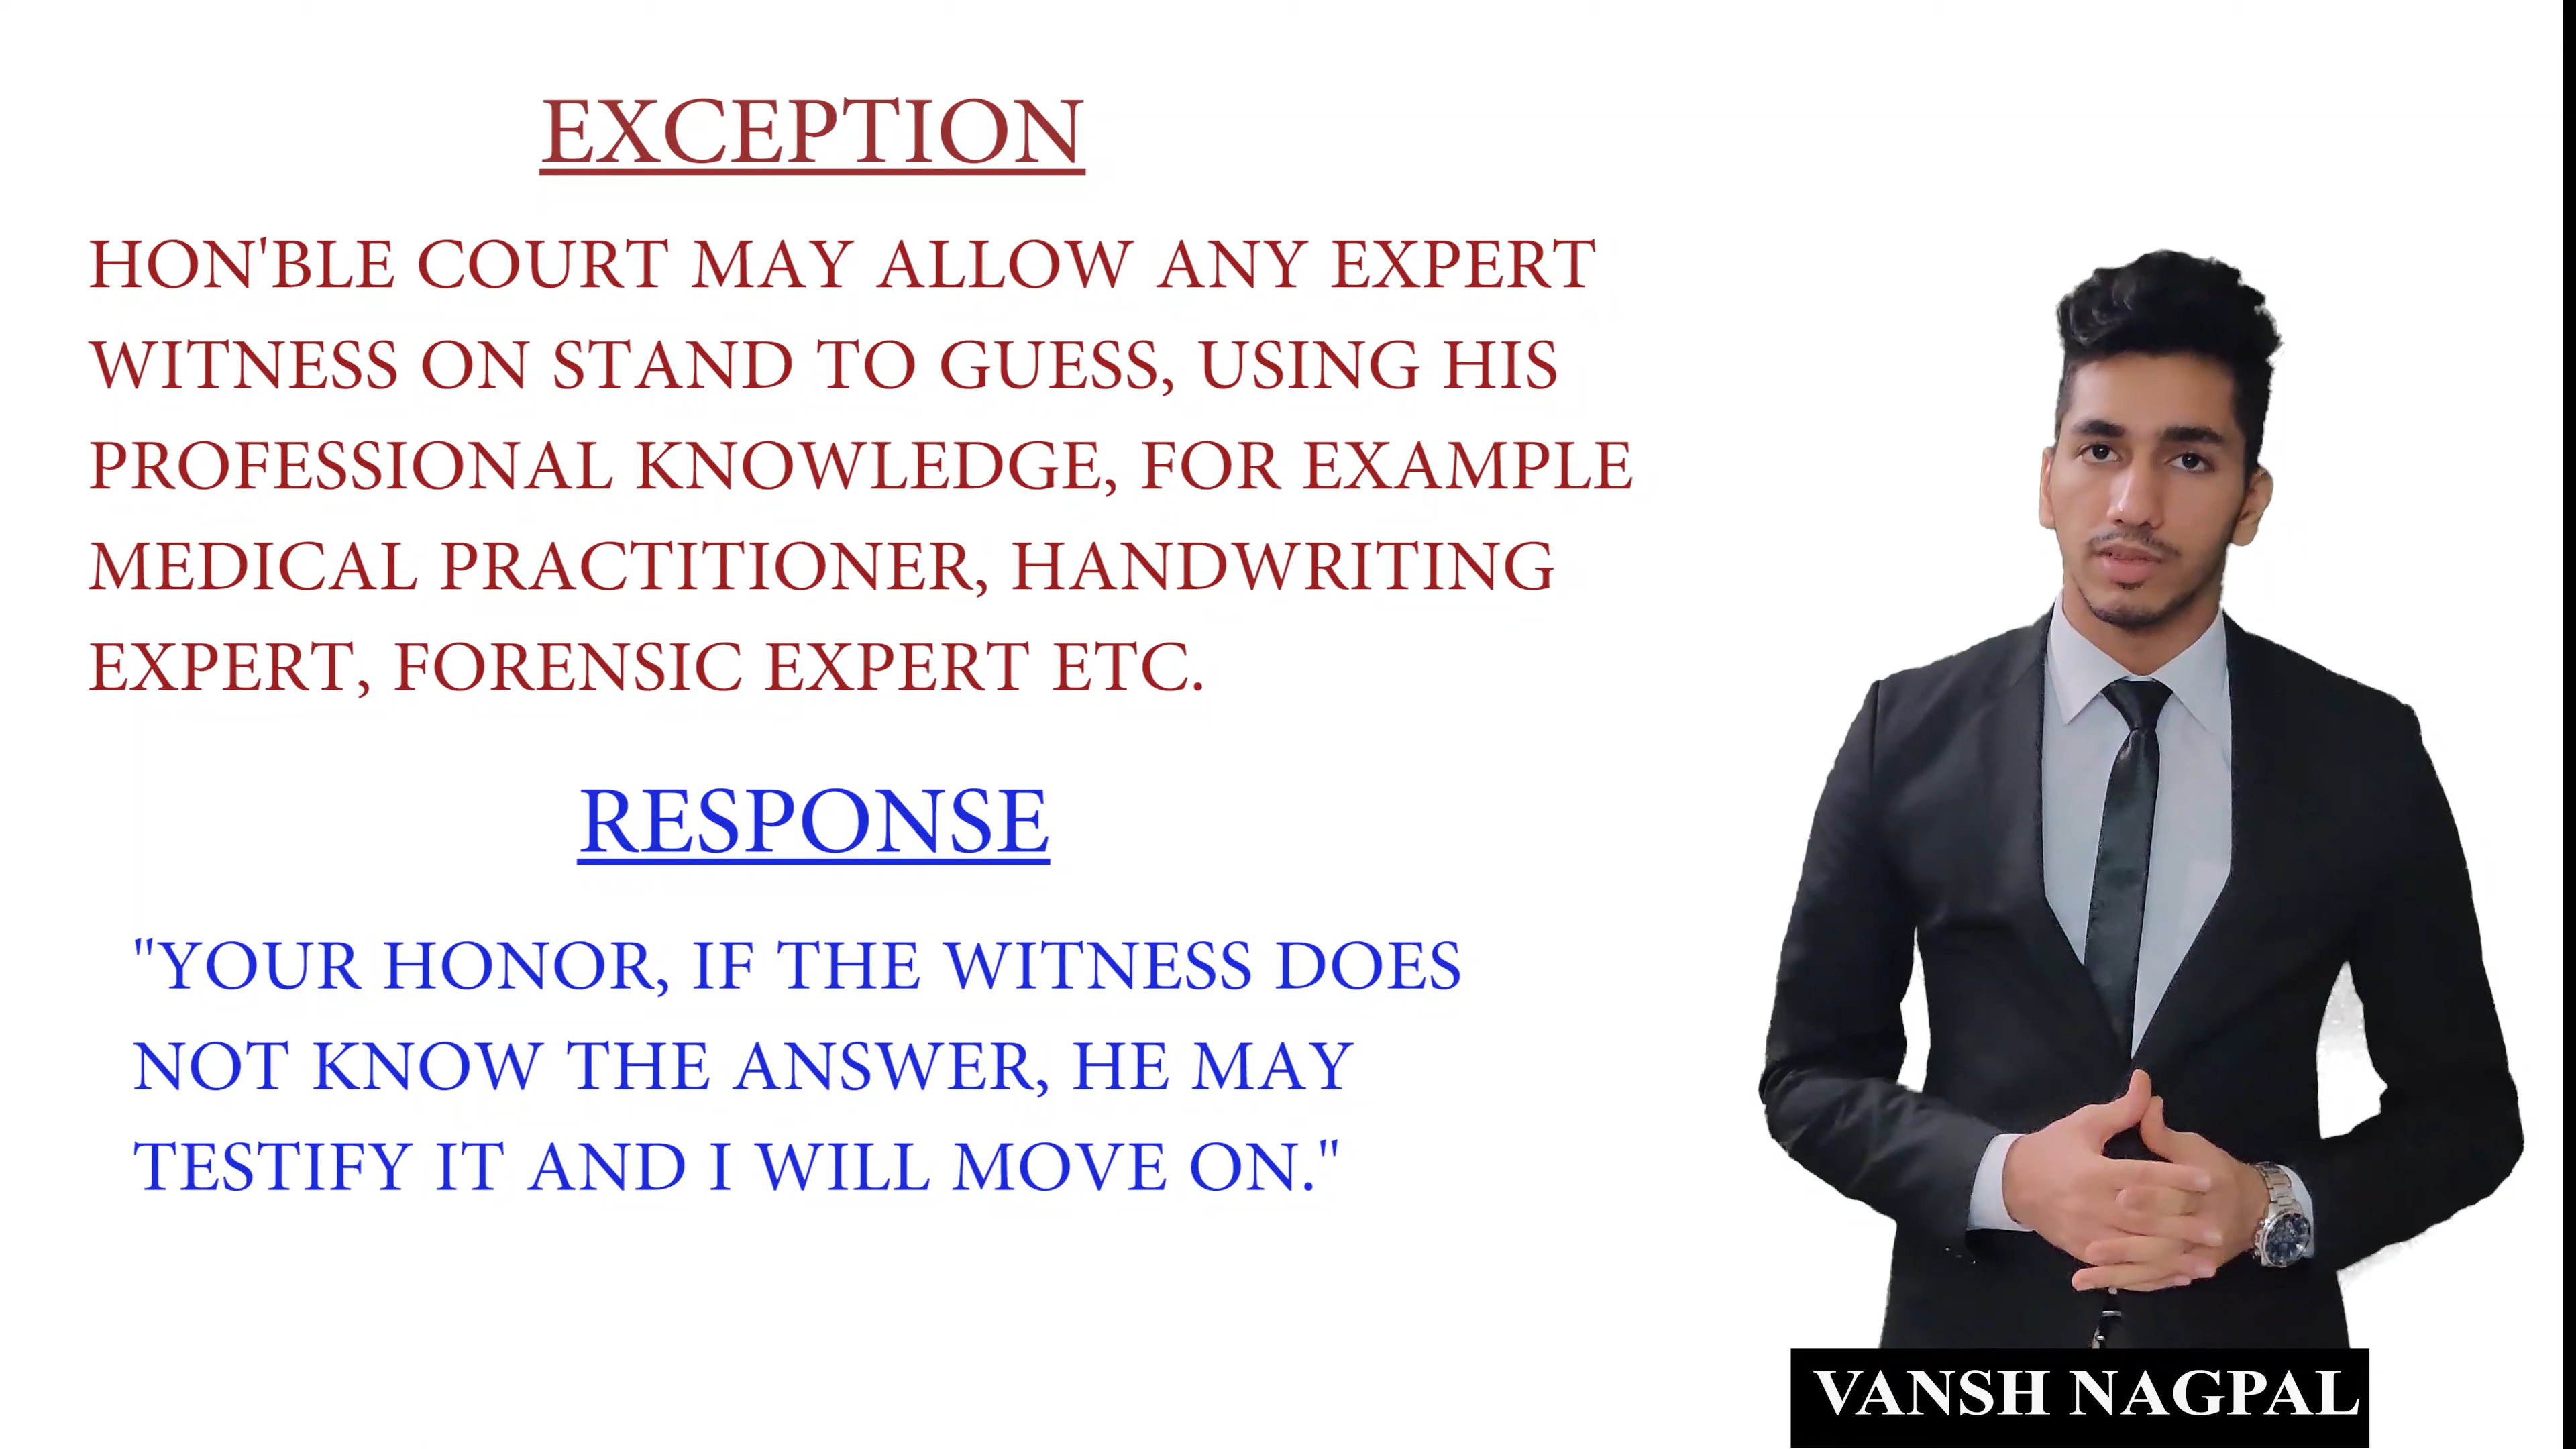 EXCEPTION
HON'BLE COURT MAY ALLOW ANY EXPERT
WITNESS ON STAND TO GUESS, USING HIS
PROFESSIONAL KNOWLEDGE, FOR EXAMPLE
MEDICAL PRACTITIONER, HANDWRITING
EXPERT, FORENSIC EXPERT ETC.
RESPONSE
"YOUR HONOR, IF THE WITNESS DOES
NOT KNOW THE ANSWER, HE MAY
TESTIFY IT AND I WILL MOVE ON."
VANSH NAGPAL